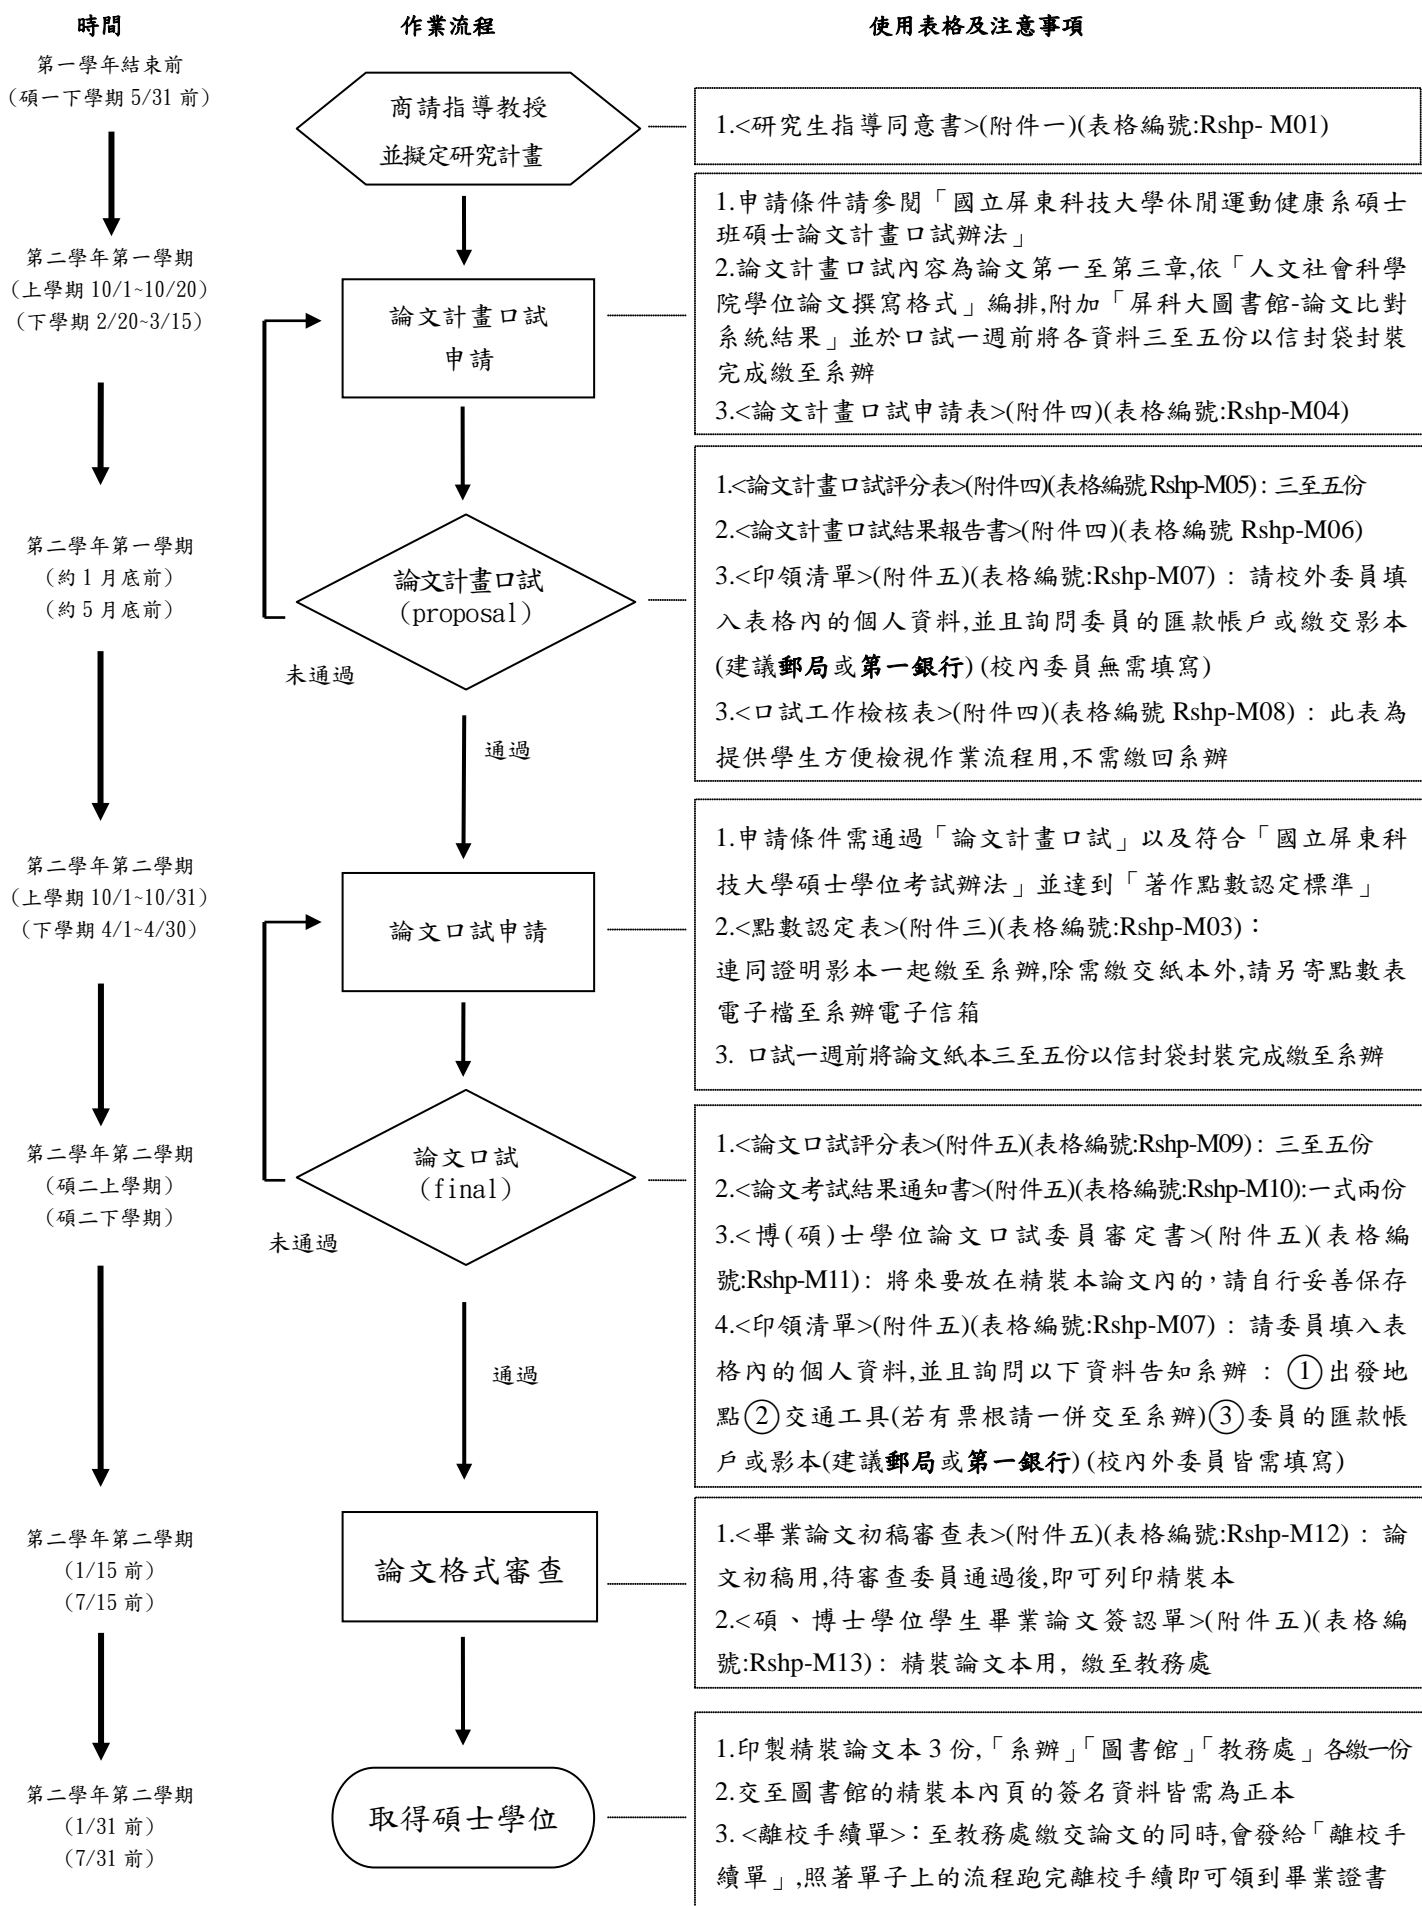 時間
作業流程
使用表格及注意事項
第一學年結束前
(碩一下學期 5/31 前)
商請指導教授
並擬定研究計畫
1.<研究生指導同意書>(附件一)(表格編號:Rshp- M01)
第二學年第一學期
(上學期 10/1~10/20)
(下學期 2/20~3/15)
論文計畫口試
申請
1.申請條件請參閱「國立屏東科技大學休閒運動健康系碩士
班碩士論文計畫口試辦法」
2.論文計畫口試內容為論文第一至第三章,依「人文社會科學
院學位論文撰寫格式」編排,附加「屏科大圖書館-論文比對
系統結果」並於口試一週前將各資料三至五份以信封袋封裝
完成繳至系辦
3.<論文計畫口試申請表>(附件四)(表格編號:Rshp-M04)
第二學年第一學期
(約 1 月底前)
(約 5 月底前)
論文計畫口試
(proposal)
未通過
通過
1.<論文計畫口試評分表>(附件四)(表格編號 Rshp-M05)：三至五份
2.<論文計畫口試結果報告書>(附件四)(表格編號 Rshp-M06)
3.<印領清單>(附件五)(表格編號:Rshp-M07)：請校外委員填
入表格內的個人資料,並且詢問委員的匯款帳戶或繳交影本
(建議郵局或第一銀行) (校內委員無需填寫)
3.<口試工作檢核表>(附件四)(表格編號 Rshp-M08)：此表為
提供學生方便檢視作業流程用,不需繳回系辦
第二學年第二學期
(上學期 10/1~10/31)
(下學期 4/1~4/30)
論文口試申請
1.申請條件需通過「論文計畫口試」以及符合「國立屏東科
技大學碩士學位考試辦法」並達到「著作點數認定標準」
2.<點數認定表>(附件三)(表格編號:Rshp-M03)：
連同證明影本一起繳至系辦,除需繳交紙本外,請另寄點數表
電子檔至系辦電子信箱
3. 口試一週前將論文紙本三至五份以信封袋封裝完成繳至系辦
第二學年第二學期
(碩二上學期)
(碩二下學期)
論文口試
(final)
未通過
通過
1.<論文口試評分表>(附件五)(表格編號:Rshp-M09)：三至五份
2.<論文考試結果通知書>(附件五)(表格編號:Rshp-M10):一式兩份
3.<博(碩)士學位論文口試委員審定書>(附件五)(表格編
號:Rshp-M11)：將來要放在精裝本論文內的，請自行妥善保存
4.<印領清單>(附件五)(表格編號:Rshp-M07)：請委員填入表
格內的個人資料,並且詢問以下資料告知系辦：①出發地
點②交通工具(若有票根請一併交至系辦)③委員的匯款帳
戶或影本(建議郵局或第一銀行) (校內外委員皆需填寫)
第二學年第二學期
(1/15 前)
(7/15 前)
論文格式審查
1.<畢業論文初稿審查表>(附件五)(表格編號:Rshp-M12)：論
文初稿用,待審查委員通過後,即可列印精裝本
2.<碩、博士學位學生畢業論文簽認單>(附件五)(表格編
號:Rshp-M13)：精裝論文本用, 繳至教務處
第二學年第二學期
(1/31 前)
(7/31 前)
取得碩士學位
1.印製精裝論文本 3 份,「系辦」「圖書館」「教務處」各繳一份
2.交至圖書館的精裝本內頁的簽名資料皆需為正本
3. <離校手續單>：至教務處繳交論文的同時,會發給「離校手
續單」,照著單子上的流程跑完離校手續即可領到畢業證書